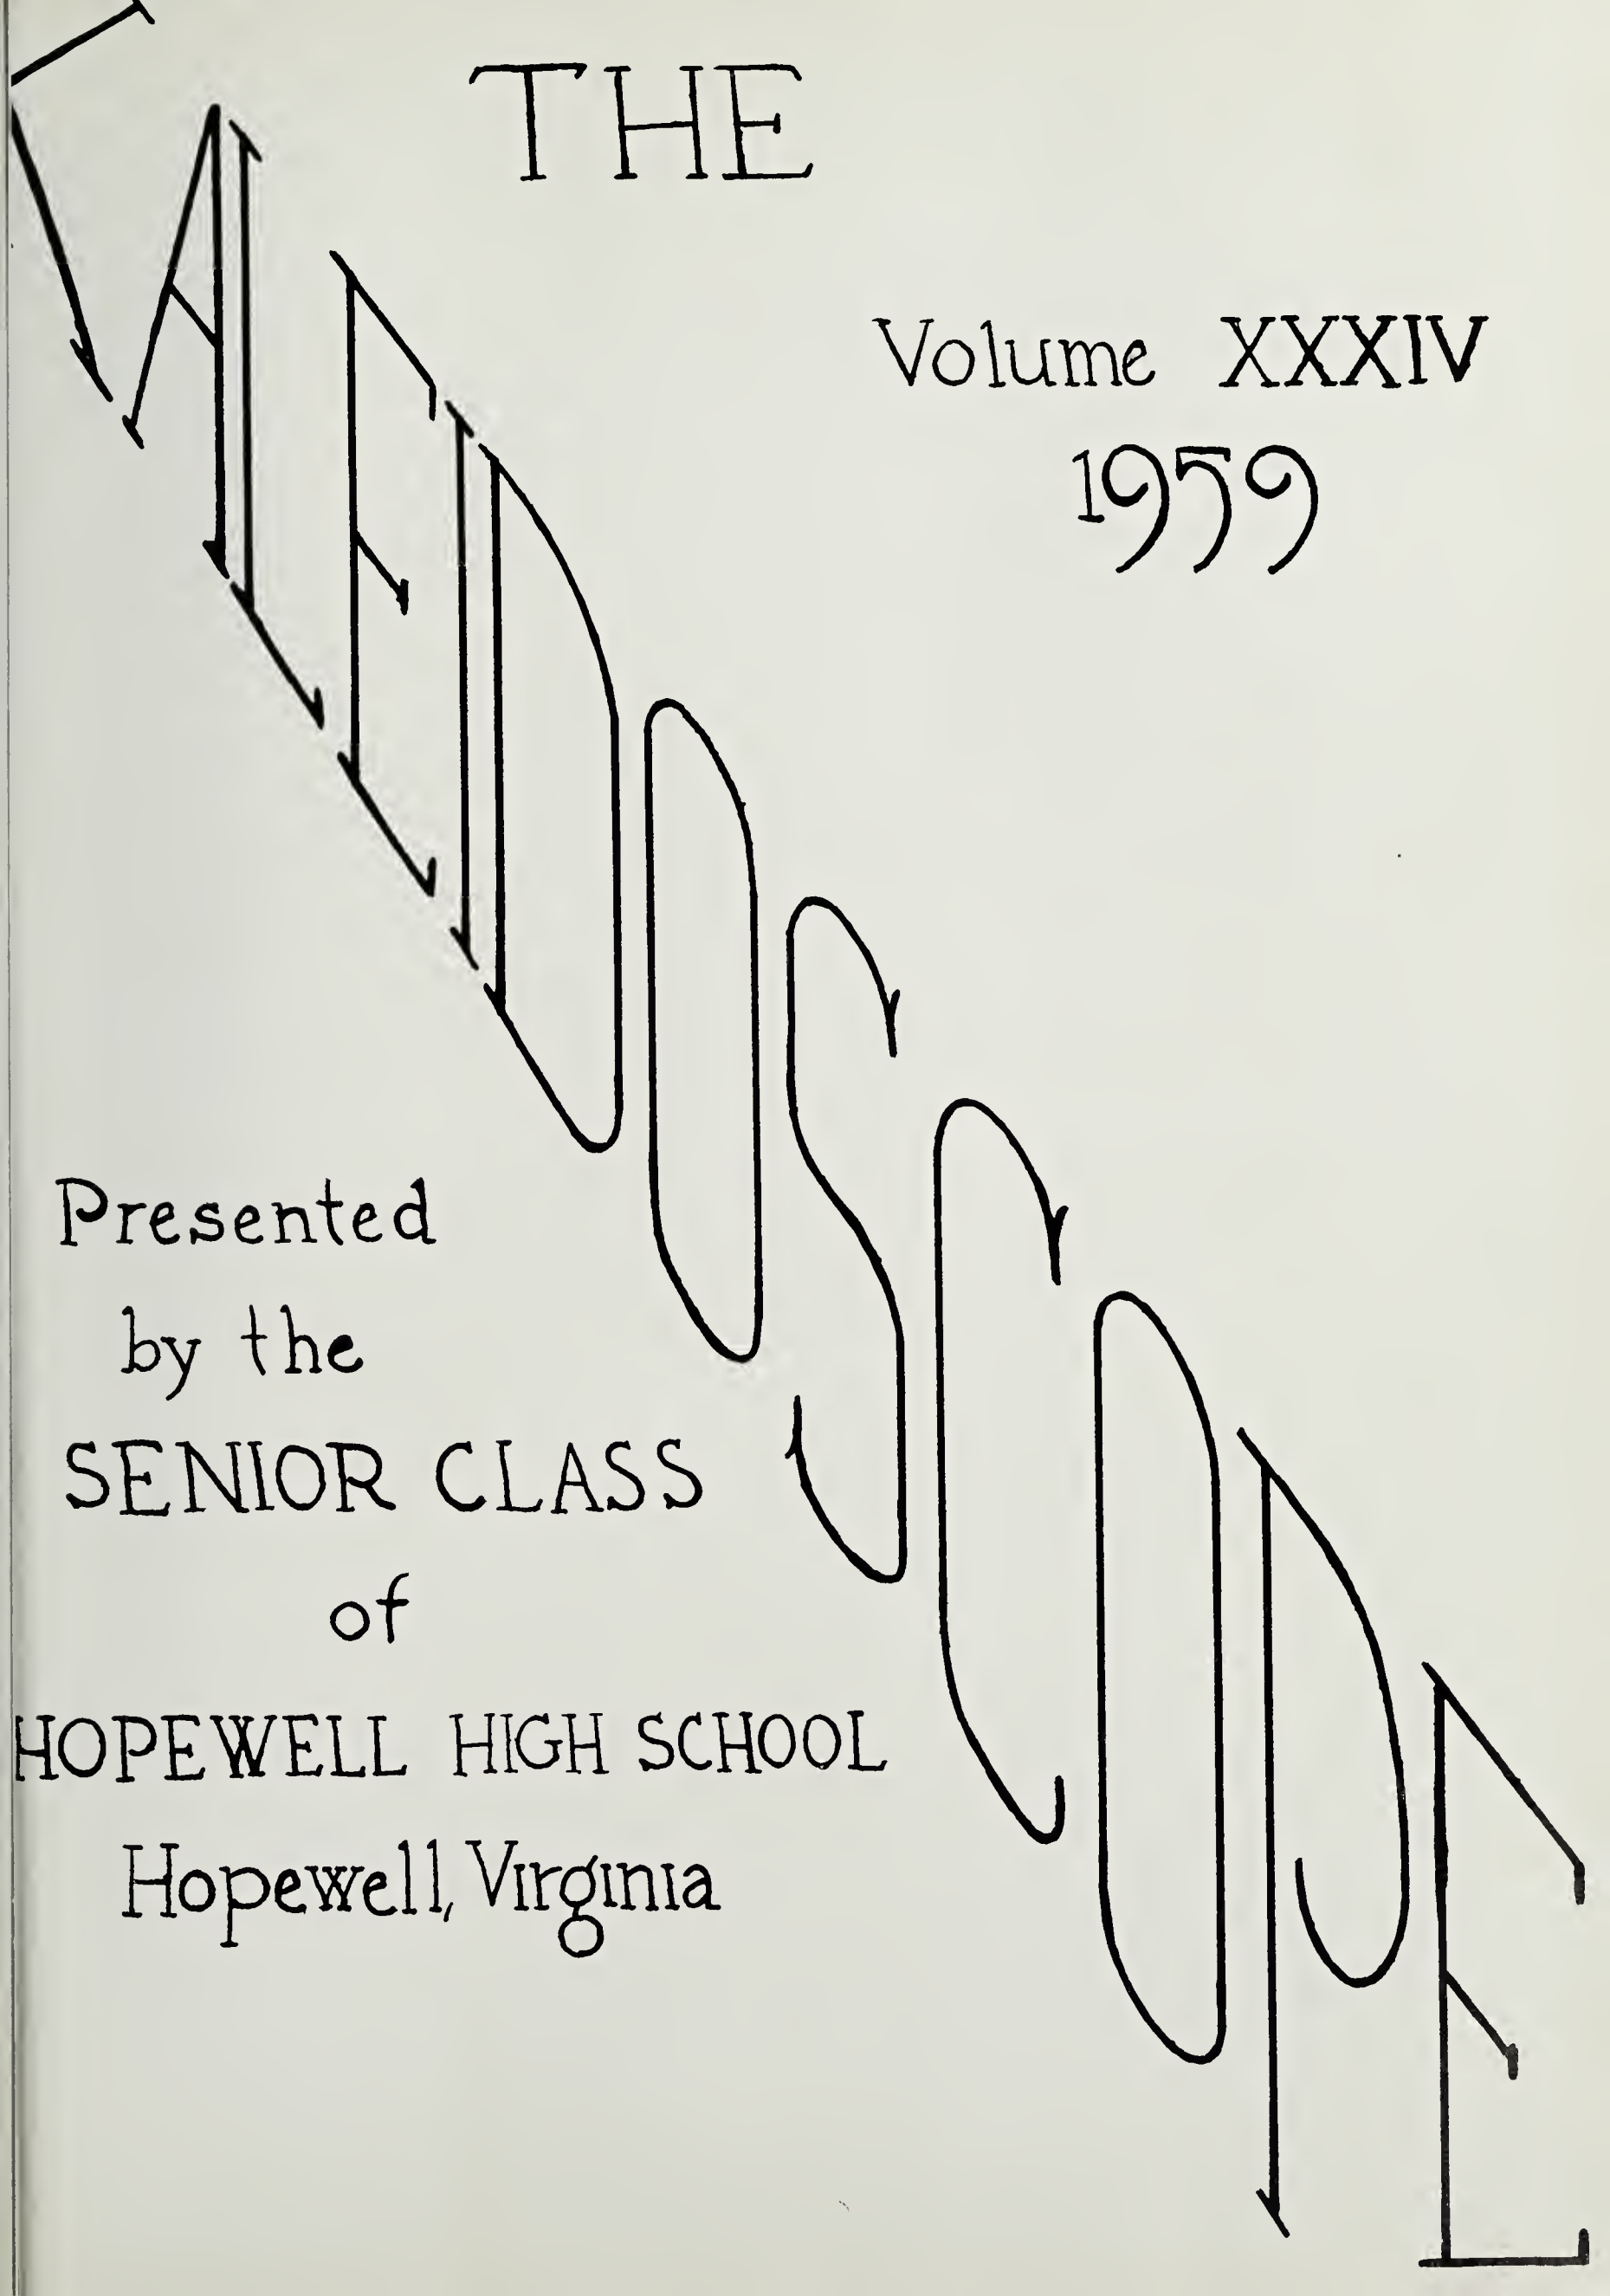 THE
KALEIDOSCOPE
Volume XXXIV
1959
Presented
by the
SENIOR CLASS
of
HOPEWELL HIGH SCHOOL
Hopewell, Virginia